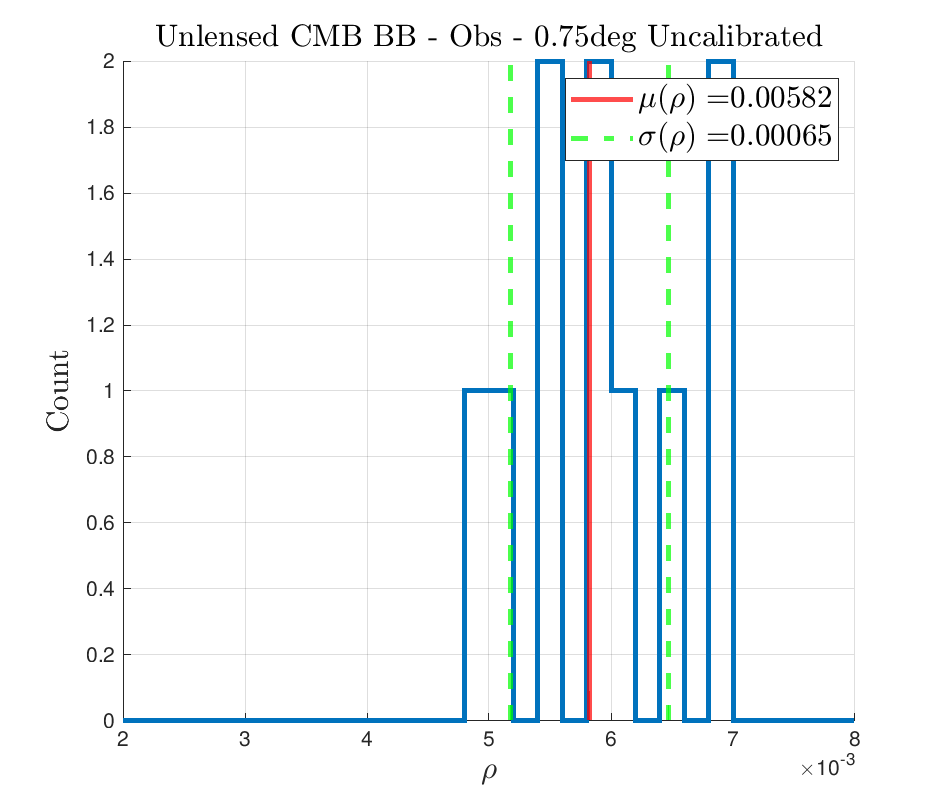 Unlensed CMB BB - Obs - 0.75deg Uncalibrated
2
1.8
1.6
1.4
1.2
1
0.8
0.6
0.4
0.2
0
Count
μ(ρ) =0.00582
σ(ρ) =0.00065
2 3 4 5 6 7 8
×10⁻³
ρ